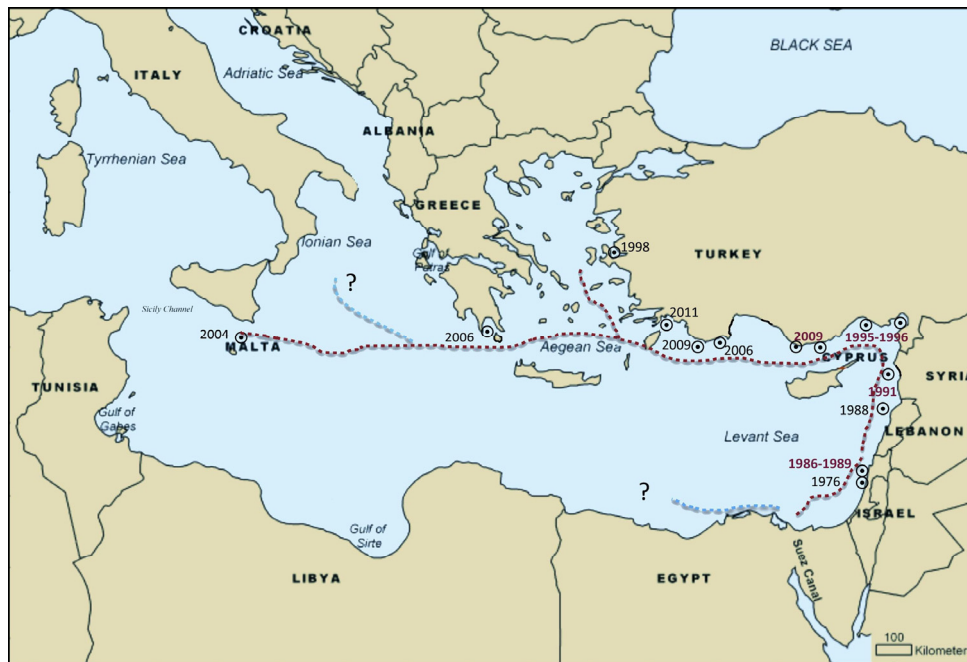 CROATIA
BLACK SEA
ITALY
Adriatic Sea
ALBANIA
Tyrrhenian Sea
GREECE
Ionian Sea
1998
TURKEY
Gulf of
Patras
?
Sicily Channel
2011
2004
2006
2009
2006
2009
1995-1996
MALTA
Aegean Sea
CYPRUS
TUNISIA
SYRIA
1991
Gulf of
Gabes
1988
LEBANON
Levant Sea
1986-1989
1976
?
ISRAEL
Gulf of
Sirte
Suez Canal
LIBYA
EGYPT
100
Kilometer